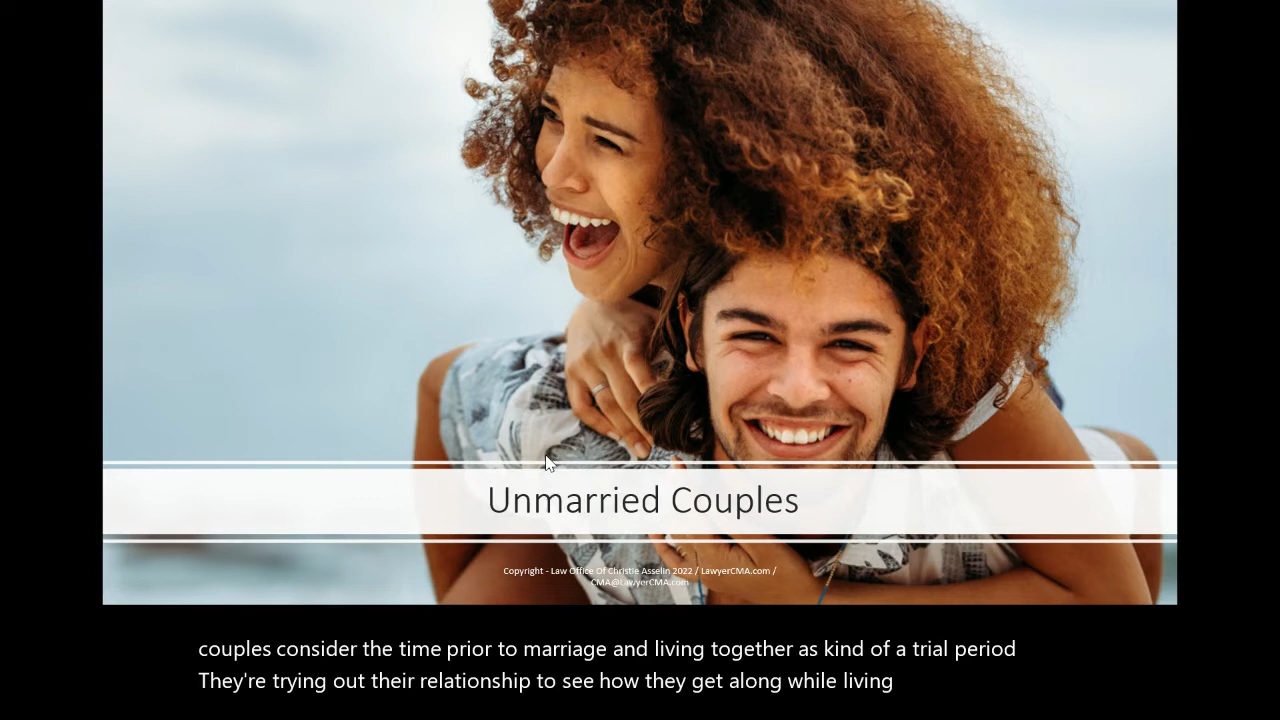 Unmarried Couples
Copyright - Law Office Of Christie Asselin 2022 / LawyerCMA.com /
CMA@LawyerCMA.com
couples consider the time prior to marriage and living together as kind of a trial period
They're trying out their relationship to see how they get along while living